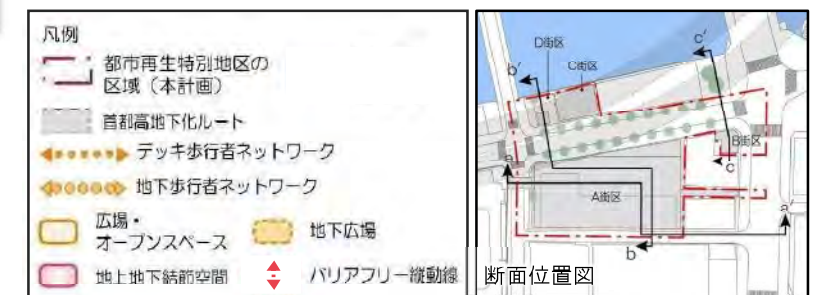 凡例
都市再生特別地区の
区域（本計画）
首都高地下化ルート
デッキ歩行者ネットワーク
地下歩行者ネットワーク
広場・
オープンスペース
地下広場
地上地下結節空間
バリアフリー縦動線
D街区
C街区
c′
b′
B街区
a
c
A街区
a′
b
断面位置図